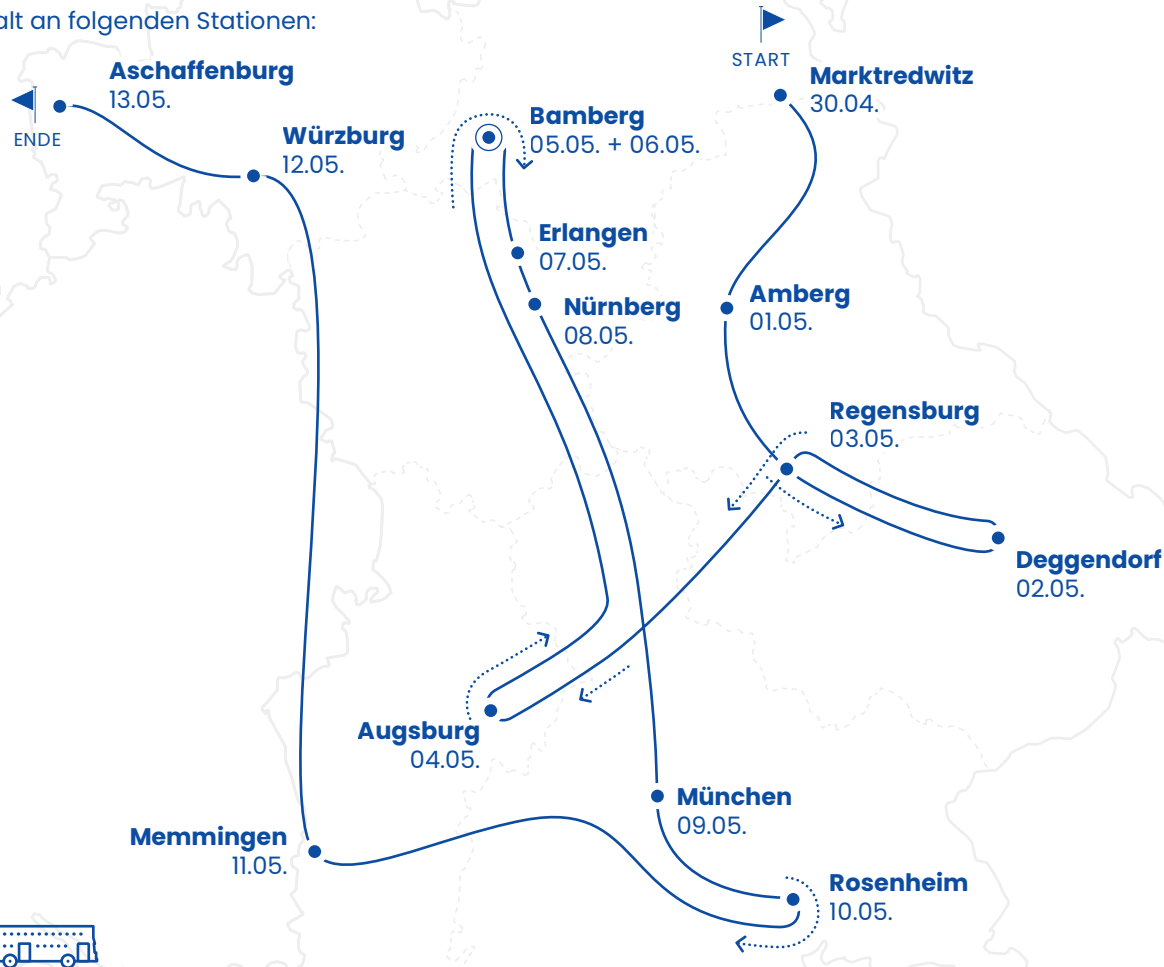 an folgenden Stationen:
START
Marktredwitz
30.04.
Aschaffenburg
13.05.
ENDE
Würzburg
12.05.
Bamberg
05.05. + 06.05.
Erlangen
07.05.
Nürnberg
08.05.
Amberg
01.05.
Regensburg
03.05.
Deggendorf
02.05.
Augsburg
04.05.
München
09.05.
Memmingen
11.05.
Rosenheim
10.05.